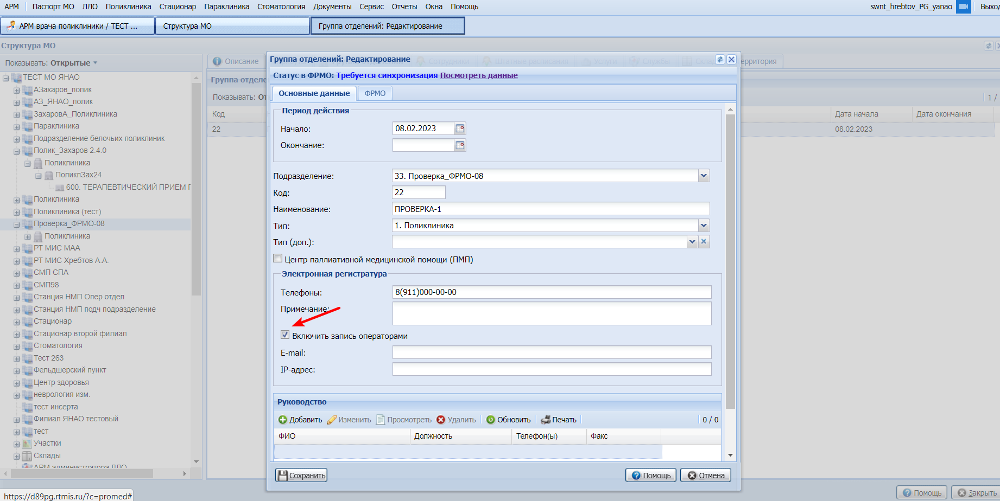 АРМ Паспорт МО ЛЛО Поликлиника Стационар Параклиника Стоматология Документы Сервис Отчеты Окна Помощь swnt_hrebtov_PG_yanao
АРМ врача поликлиники / ТЕСТ ... Структура МО Группа отделений: Редактирование
Структура МО
Показывать: Открытые
ТЕСТ МО ЯНАО
АЗахаров_полик
АЗ_ЯНАО_полик
ЗахаровА_Поликлиника
Параклиника
Подразделение белочьих поликлиник
Полик_Захаров 2.4.0
Поликлиника
ПоликлЗах24
600. ТЕРАПЕВТИЧЕСКИЙ ПРИЕМ Г
Поликлиника
Поликлиника (тест)
Проверка_ФРМО-08
Поликлиника
РТ МИС МАА
РТ МИС Хребтов А.А.
СМП СПА
СМП98
Станция НМП Опер отдел
Станция НМП подч подразделение
Стационар
Стационар второй филиал
Стоматология
Тест 263
Фельдшерский пункт
Центр здоровья
неврология изм.
тест инсерта
Филиал ЯНАО тестовый
тест
Участки
Склады
АРМ администратора ЛЛО
https://d89pg.rtmis.ru/?c=promed#
Описание Сотрудники Штатные расписания Услуги Службы Склад ерритория
Группа отделе
Показывать: От 1 /
Код Дата начала Дата окончания
22 08.02.2023
Группа отделений: Редактирование
Статус в ФРМО: Требуется синхронизация Посмотреть данные
Основные данные ФРМО
Период действия
Начало: 08.02.2023
Окончание:
Подразделение: 33. Проверка_ФРМО-08
Код: 22
Наименование: ПРОВЕРКА-1
Тип: 1. Поликлиника
Тип (доп.):
Центр паллиативной медицинской помощи (ПМП)
Электронная регистратура
Телефоны: 8(911)000-00-00
Примечание:
Включить запись операторами
E-mail:
IP-адрес:
Руководство
Добавить Изменить Просмотреть Удалить Обновить Печать 0 / 0
ФИО Должность Телефон(ы) Факс
Сохранить Помощь Отмена
Помощь Закрыть